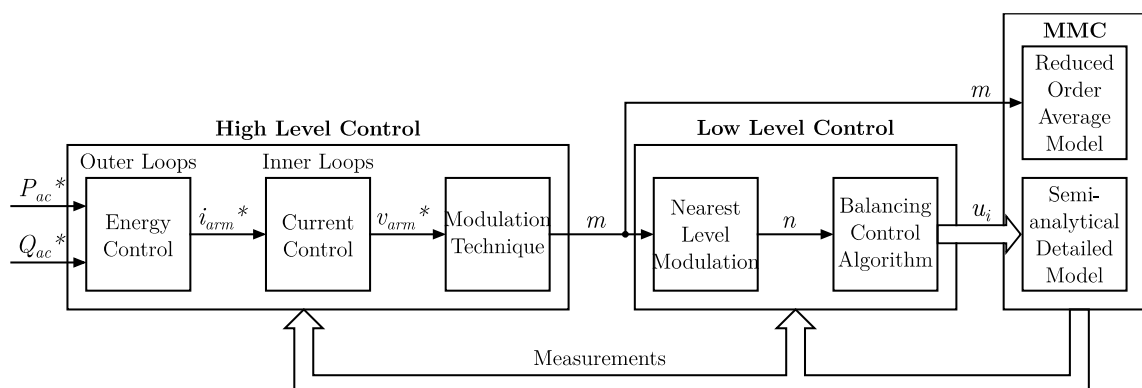 MMC
Reduced
Order
Average
Model
m
High Level Control
Low Level Control
Outer Loops
Inner Loops
P_ac*
Q_ac*
Energy
Control
i_arm*
Current
Control
v_arm*
Modulation
Technique
m
Nearest
Level
Modulation
n
Balancing
Control
Algorithm
u_i
Semi-
analytical
Detailed
Model
Measurements